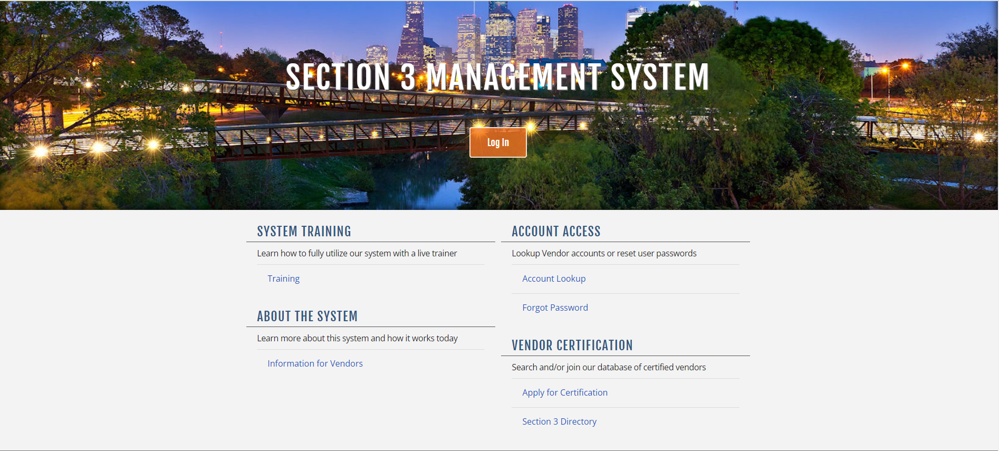 SECTION 3 MANAGEMENT SYSTEM
Log In
SYSTEM TRAINING
Learn how to fully utilize our system with a live trainer
Training
ABOUT THE SYSTEM
Learn more about this system and how it works today
Information for Vendors
ACCOUNT ACCESS
Lookup Vendor accounts or reset user passwords
Account Lookup
Forgot Password
VENDOR CERTIFICATION
Search and/or join our database of certified vendors
Apply for Certification
Section 3 Directory